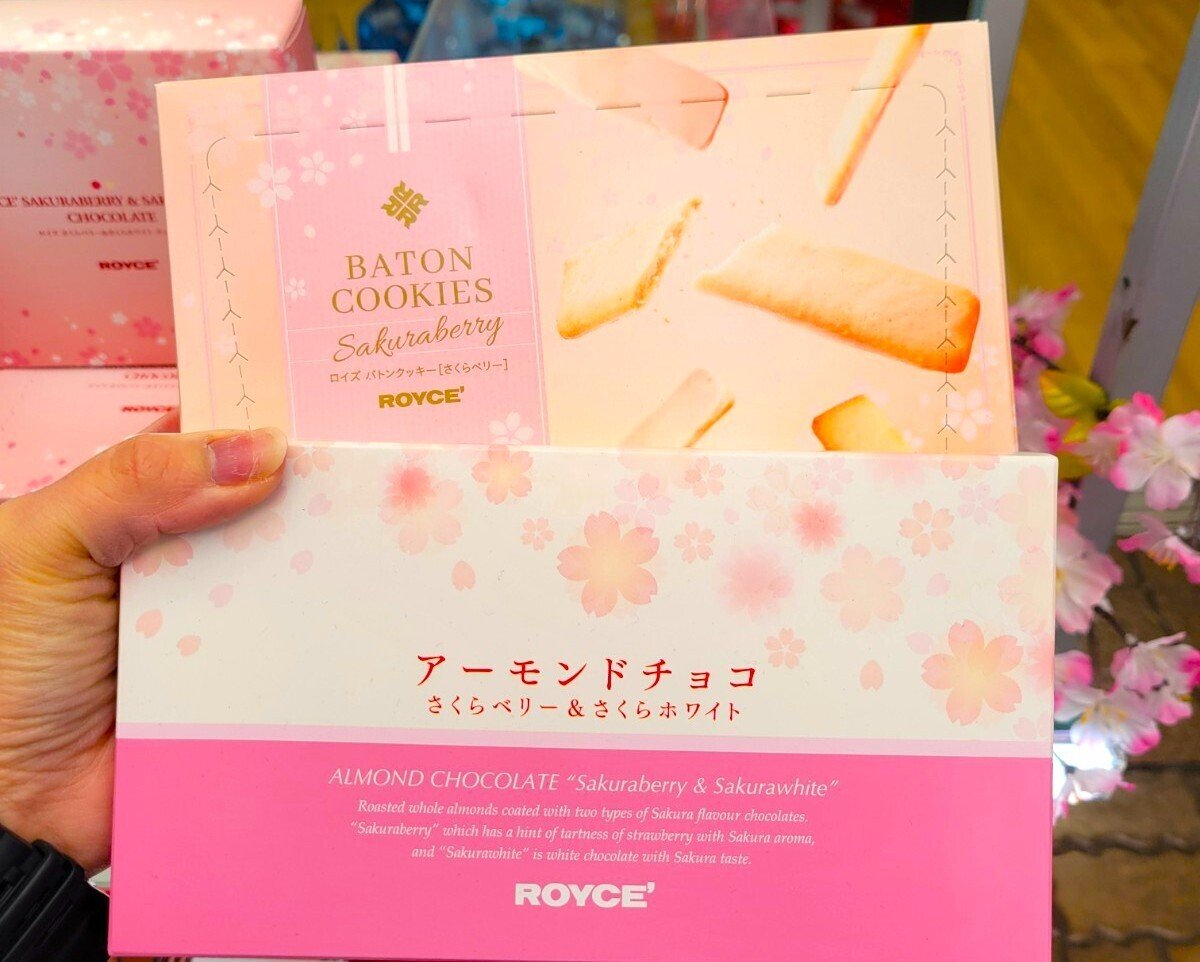 SAKURABERRY &
CHOCOLATE
ROYCE'
BATON
COOKIES
Sakuraberry
ロイズ バトンクッキー[さくらベリー]
ROYCE'
アーモンドチョコ
さくらベリー&さくらホワイト
ALMOND CHOCOLATE “Sakuraberry & Sakurawhite”
Roasted whole almonds coated with two types of Sakura flavour chocolates.
“Sakuraberry” which has a hint of tartness of strawberry with Sakura aroma,
and “Sakurawhite” is white chocolate with Sakura taste.
ROYCE'